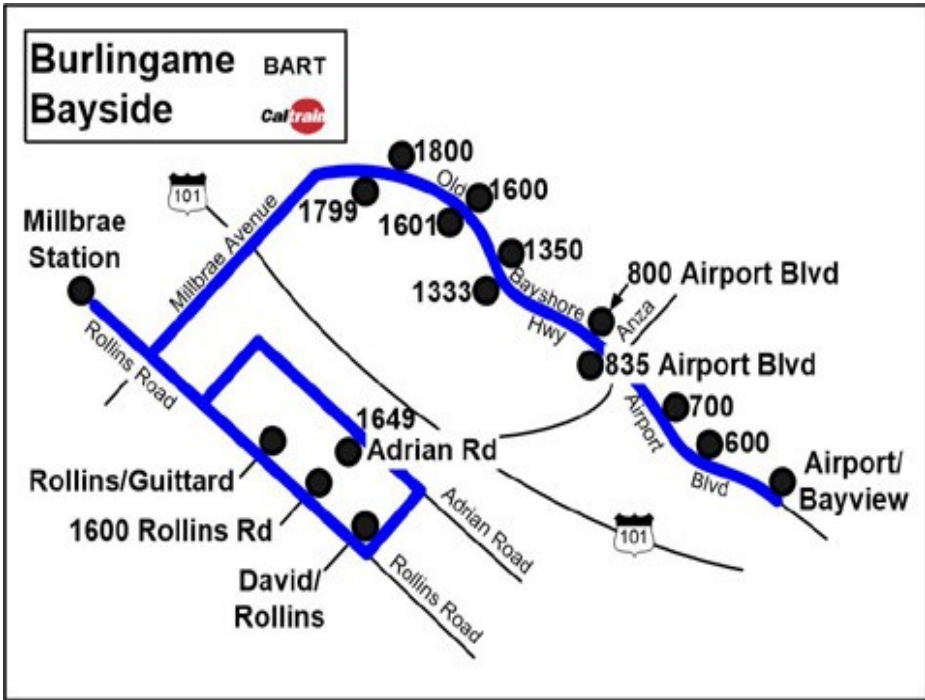 Burlingame BART
Bayside Caltrain
1800
Old
1600
1799
1601
101
Millbrae
Station
Millbrae Avenue
1350
1333
Bayshore
Hwy
800 Airport Blvd
Anza
835 Airport Blvd
Rollins Road
Airport
700
600
Blvd
Airport/
Bayview
1649
Adrian Rd
Rollins/Guittard
1600 Rollins Rd
Adrian Road
101
David/
Rollins
Rollins Road